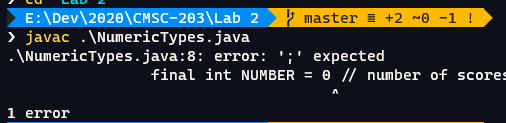 cd "Lab 2"
E:\Dev\2020\CMSC-203\Lab 2 master ≡ +2 ~0 -1 !
❯ javac .\NumericTypes.java
.\NumericTypes.java:8: error: ';' expected
final int NUMBER = 0 // number of scores
^
1 error